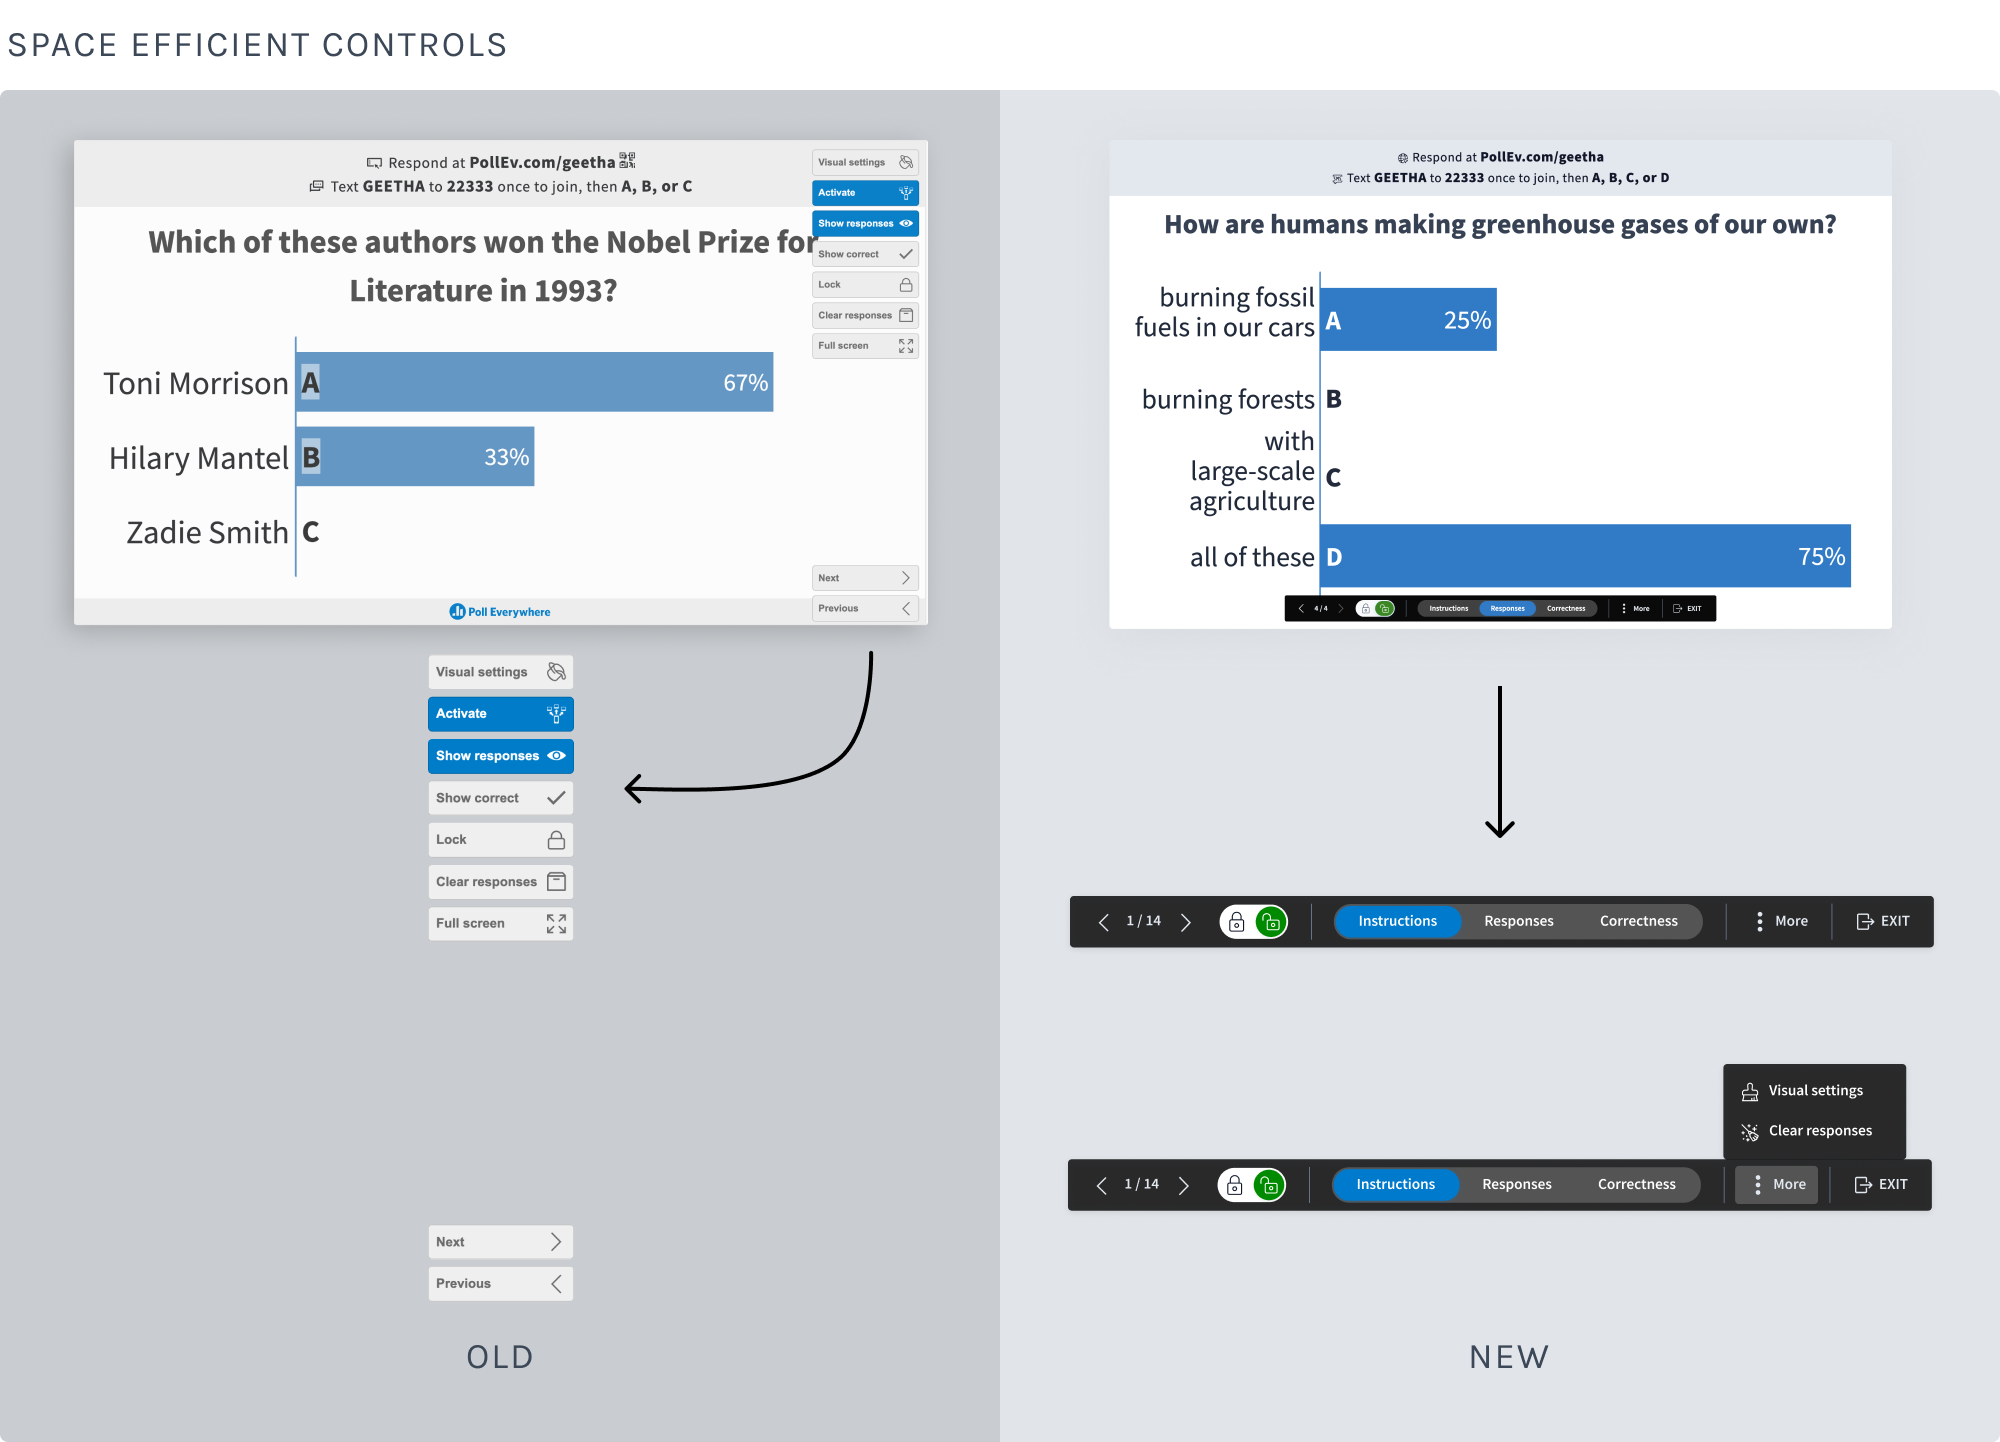 SPACE EFFICIENT CONTROLS
Respond at PollEv.com/geetha
Text GEETHA to 22333 once to join, then A, B, or C
Which of these authors won the Nobel Prize for
Literature in 1993?
Toni Morrison A 67%
Hilary Mantel B 33%
Zadie Smith C
Poll Everywhere
Visual settings
Activate
Show responses
Show correct
Lock
Clear responses
Full screen
Next
Previous
Visual settings
Activate
Show responses
Show correct
Lock
Clear responses
Full screen
Next
Previous
OLD
Respond at PollEv.com/geetha
Text GEETHA to 22333 once to join, then A, B, C, or D
How are humans making greenhouse gases of our own?
burning fossil
fuels in our cars A 25%
burning forests B
with
large-scale
agriculture C
all of these D 75%
4 / 4 Instructions Responses Correctness More EXIT
1 / 14 Instructions Responses Correctness More EXIT
Visual settings
Clear responses
1 / 14 Instructions Responses Correctness More EXIT
NEW